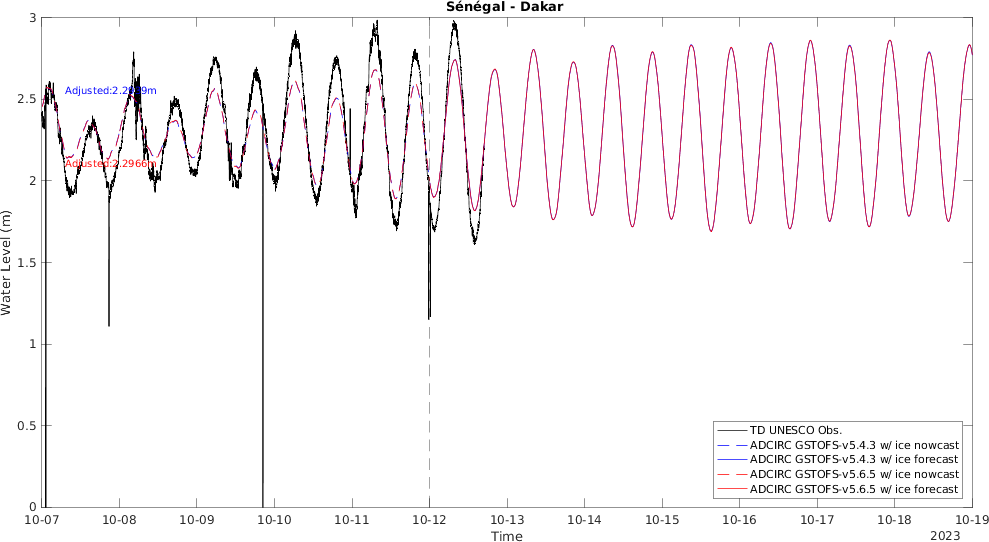 Sénégal - Dakar
3
2.5
2
1.5
1
0.5
0
Water Level (m)
Adjusted:2.2966m
10-07 10-08 10-09 10-10 10-11 10-12 10-13 10-14 10-15 10-16 10-17 10-18 10-19
Time
2023
TD UNESCO Obs.
ADCIRC GSTOFS-v5.4.3 w/ ice nowcast
ADCIRC GSTOFS-v5.4.3 w/ ice forecast
ADCIRC GSTOFS-v5.6.5 w/ ice nowcast
ADCIRC GSTOFS-v5.6.5 w/ ice forecast